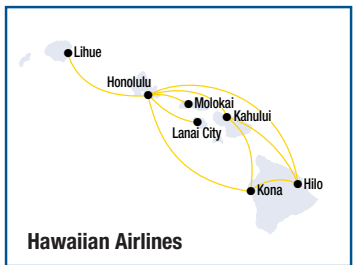 Lihue
Honolulu
Molokai
Kahului
Lanai City
Kona
Hilo
Hawaiian Airlines